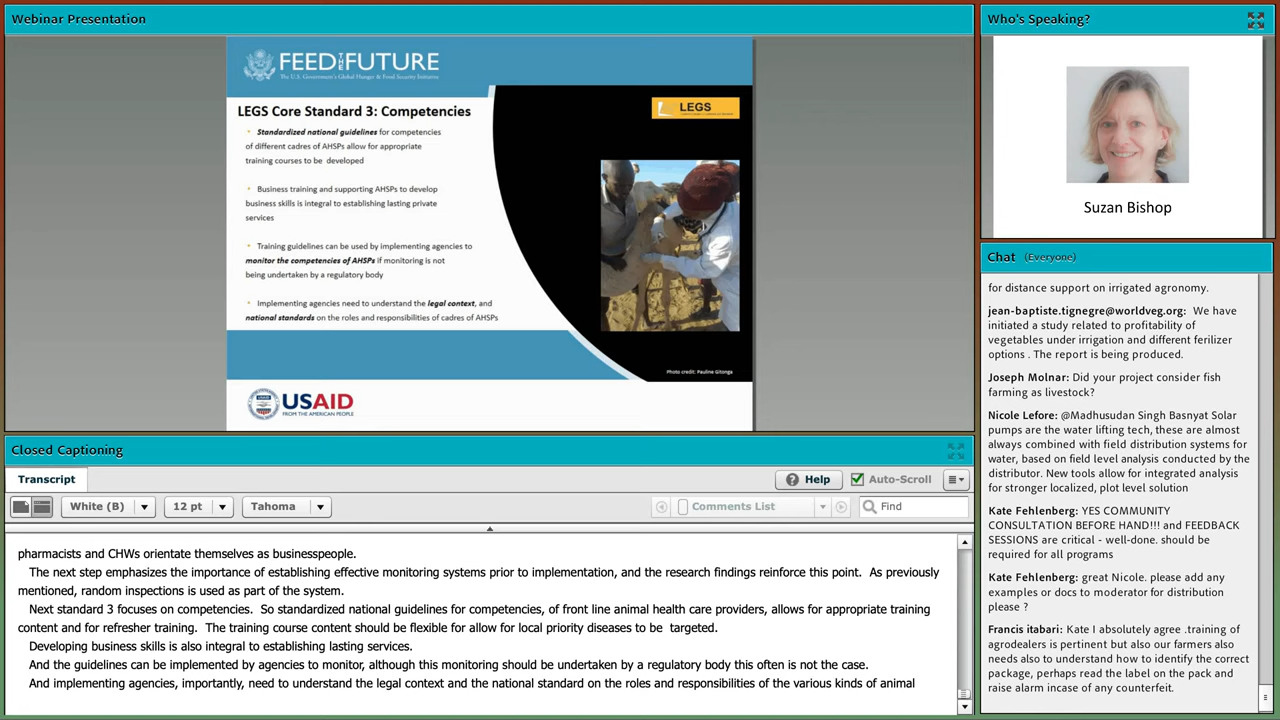 Webinar Presentation
FEED THE FUTURE
The U.S. Government's Global Hunger & Food Security Initiative
LEGS Core Standard 3: Competencies
LEGS
• Standardized national guidelines for competencies
of different cadres of AHSPs allow for appropriate
training courses to be developed
• Business training and supporting AHSPs to develop
business skills is integral to establishing lasting private
services
• Training guidelines can be used by implementing agencies to
monitor the competencies of AHSPs if monitoring is not
being undertaken by a regulatory body
• Implementing agencies need to understand the legal context, and
national standards on the roles and responsibilities of cadres of AHSPs
Photo credit: Pauline Gitonga
USAID
FROM THE AMERICAN PEOPLE
Who's Speaking?
Suzan Bishop
Chat (Everyone)
for distance support on irrigated agronomy.
jean-baptiste.tignegre@worldveg.org: We have
initiated a study related to profitability of
vegetables under irrigation and different ferilizer
options . The report is being produced.
Joseph Molnar: Did your project consider fish
farming as livestock?
Nicole Lefore: @Madhusudan Singh Basnyat Solar
pumps are the water lifting tech, these are almost
always combined with field distribution systems for
water, based on field level analysis conducted by the
distributor. New tools allow for integrated analysis
for stronger localized, plot level solution
Kate Fehlenberg: YES COMMUNITY
CONSULTATION BEFORE HAND!!! and FEEDBACK
SESSIONS are critical - well-done. should be
required for all programs
Kate Fehlenberg: great Nicole. please add any
examples or docs to moderator for distribution
please ?
Francis itabari: Kate I absolutely agree .training of
agrodealers is pertinent but also our farmers also
needs also to understand how to identify the correct
package, perhaps read the label on the pack and
raise alarm incase of any counterfeit.
Closed Captioning
Transcript
Help
Auto-Scroll
White (B)
12 pt
Tahoma
Comments List
Find
pharmacists and CHWs orientate themselves as businesspeople.
The next step emphasizes the importance of establishing effective monitoring systems prior to implementation, and the research findings reinforce this point. As previously
mentioned, random inspections is used as part of the system.
Next standard 3 focuses on competencies. So standardized national guidelines for competencies, of front line animal health care providers, allows for appropriate training
content and for refresher training. The training course content should be flexible for allow for local priority diseases to be targeted.
Developing business skills is also integral to establishing lasting services.
And the guidelines can be implemented by agencies to monitor, although this monitoring should be undertaken by a regulatory body this often is not the case.
And implementing agencies, importantly, need to understand the legal context and the national standard on the roles and responsibilities of the various kinds of animal